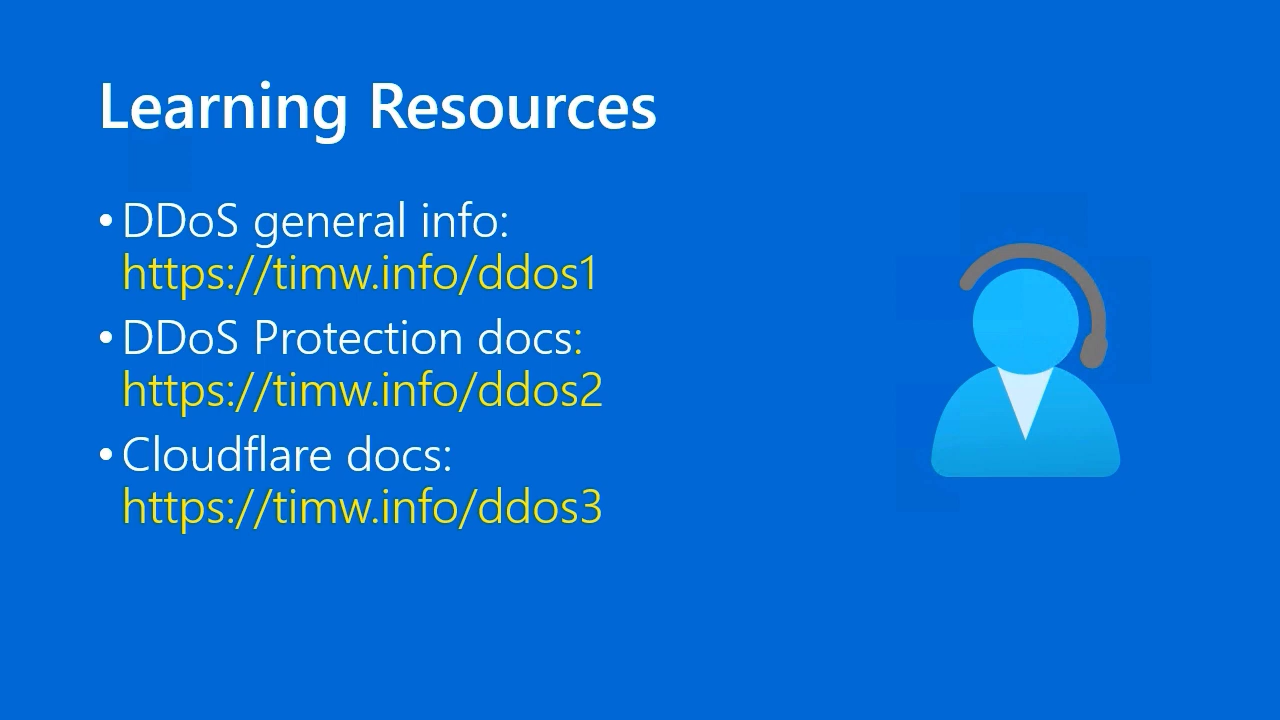 Learning Resources
• DDoS general info:
https://timw.info/ddos1
• DDoS Protection docs:
https://timw.info/ddos2
• Cloudflare docs:
https://timw.info/ddos3